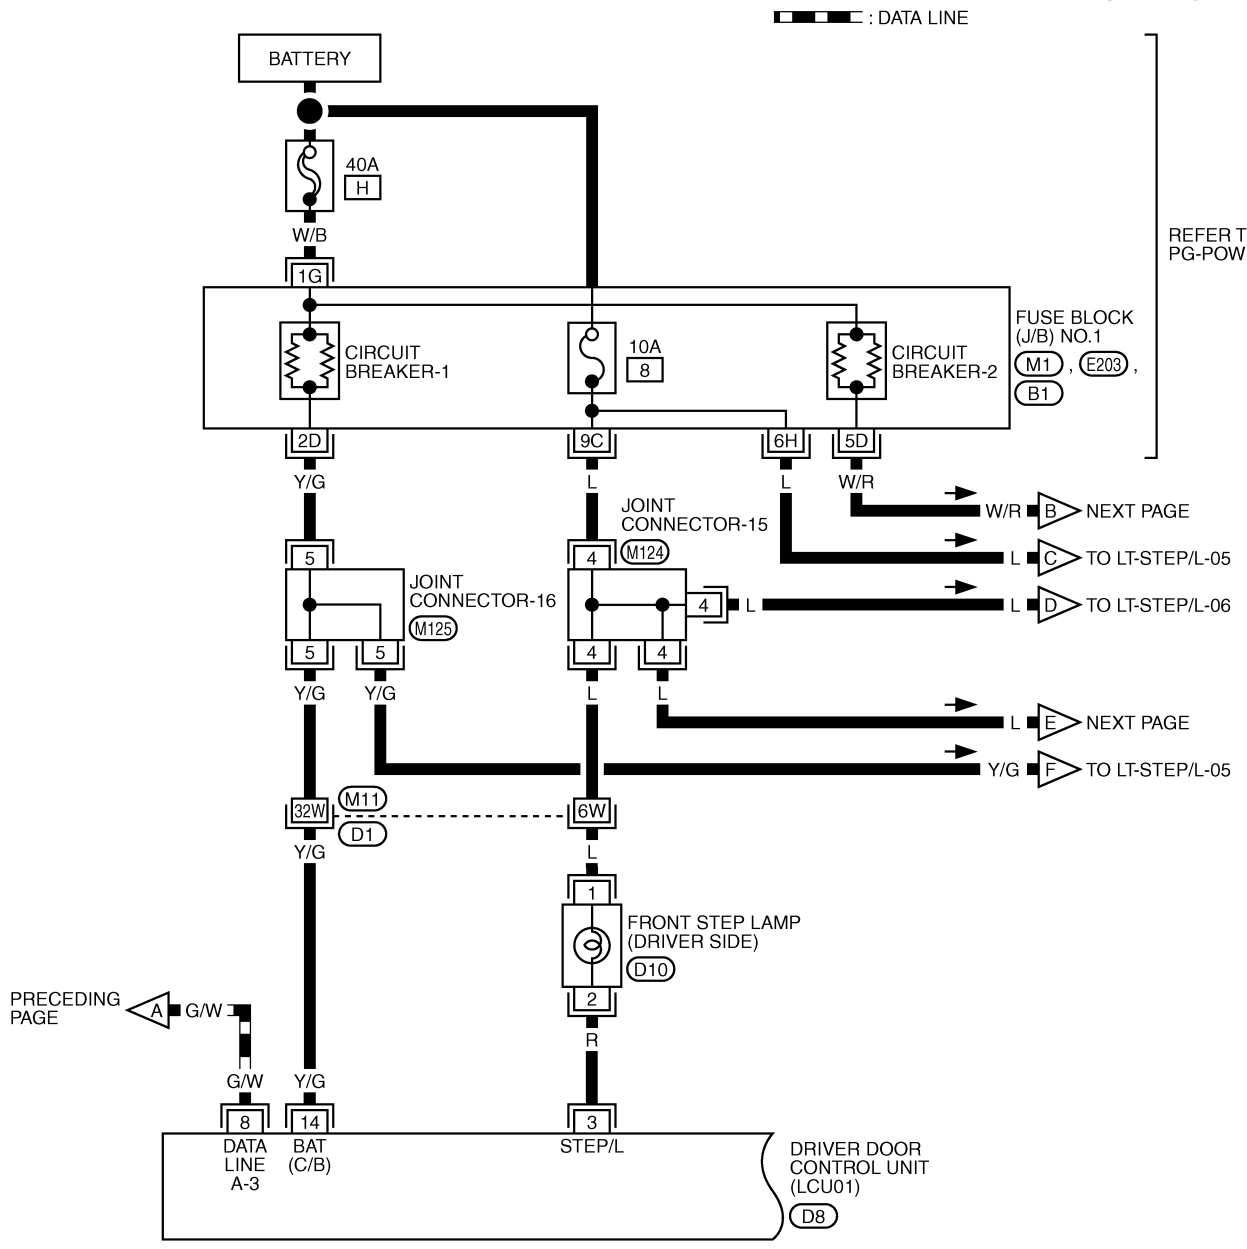 : DATA LINE
BATTERY
40A
H
W/B
1G
REFER T
PG-POW
CIRCUIT
BREAKER-1
10A
8
CIRCUIT
BREAKER-2
FUSE BLOCK
(J/B) NO.1
M1 , E203 ,
B1
2D
9C
6H
5D
Y/G
L
L
W/R
JOINT
CONNECTOR-15
M124
W/R B NEXT PAGE
L C TO LT-STEP/L-05
5
4
JOINT
CONNECTOR-16
M125
4 L
L D TO LT-STEP/L-06
5
5
4
4
Y/G
Y/G
L
L
L E NEXT PAGE
Y/G F TO LT-STEP/L-05
32W
M11
D1
6W
Y/G
L
1
FRONT STEP LAMP
(DRIVER SIDE)
D10
2
PRECEDING
PAGE
A G/W
R
G/W
Y/G
8
14
3
DATA
LINE
A-3
BAT
(C/B)
STEP/L
DRIVER DOOR
CONTROL UNIT
(LCU01)
D8